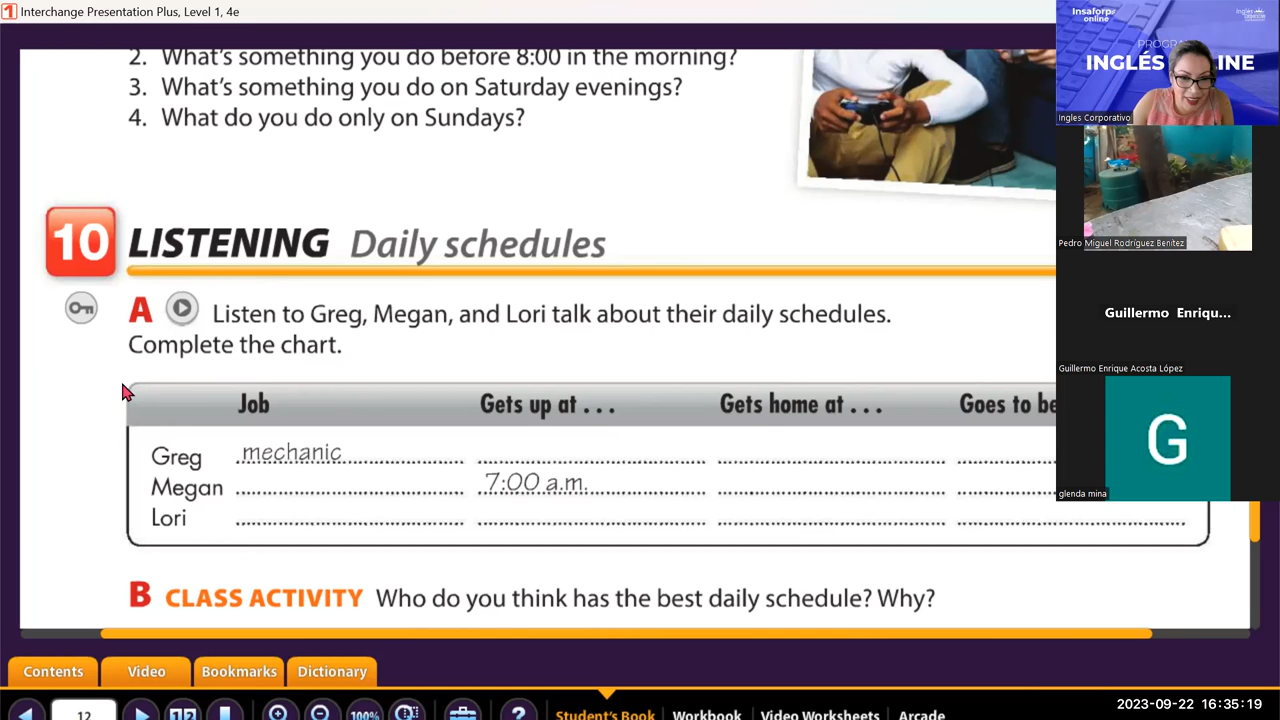 Interchange Presentation Plus, Level 1, 4e
2. What's something you do before 8:00 in the morning?
3. What's something you do on Saturday evenings?
4. What do you do only on Sundays?
10 LISTENING Daily schedules
A Listen to Greg, Megan, and Lori talk about their daily schedules.
Complete the chart.
Job Gets up at . . . Gets home at . . . Goes to be
Greg mechanic
Megan 7:00 a.m.
Lori
B CLASS ACTIVITY Who do you think has the best daily schedule? Why?
Contents Video Bookmarks Dictionary
12 100% Student's Book Workbook Video Worksheets Arcade
Insaforp online
INGLÉS
Ingles Corporativo
Pedro Miguel Rodríguez Benítez
Guillermo Enriqu...
Guillermo Enrique Acosta López
G
glenda mina
2023-09-22 16:35:19